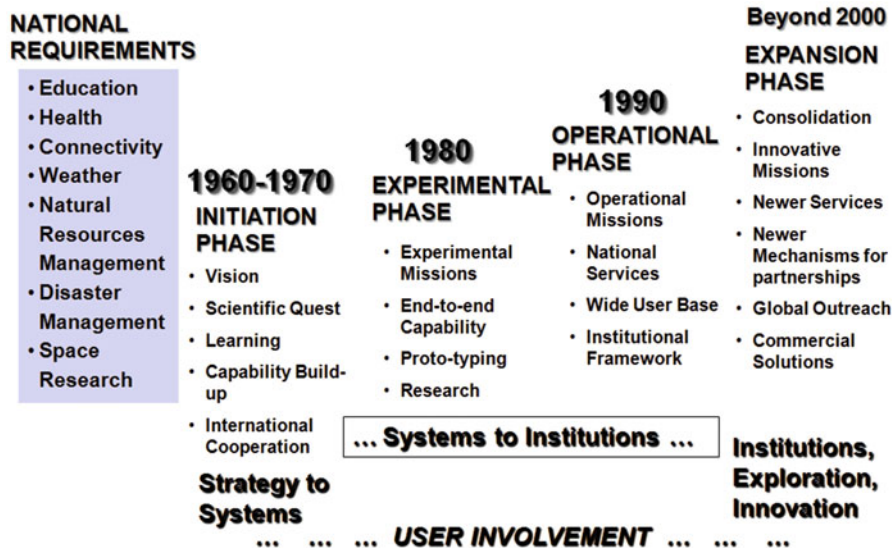 NATIONAL
REQUIREMENTS
• Education
• Health
• Connectivity
• Weather
• Natural
Resources
Management
• Disaster
Management
• Space
Research
1960-1970
INITIATION
PHASE
• Vision
• Scientific Quest
• Learning
• Capability Build-
up
• International
Cooperation
Strategy to
Systems
1980
EXPERIMENTAL
PHASE
• Experimental
Missions
• End-to-end
Capability
• Proto-typing
• Research
1990
OPERATIONAL
PHASE
• Operational
Missions
• National
Services
• Wide User Base
• Institutional
Framework
... Systems to Institutions ...
Beyond 2000
EXPANSION
PHASE
• Consolidation
• Innovative
Missions
• Newer Services
• Newer
Mechanisms for
partnerships
• Global Outreach
• Commercial
Solutions
Institutions,
Exploration,
Innovation
... ... ... USER INVOLVEMENT ... ... ...